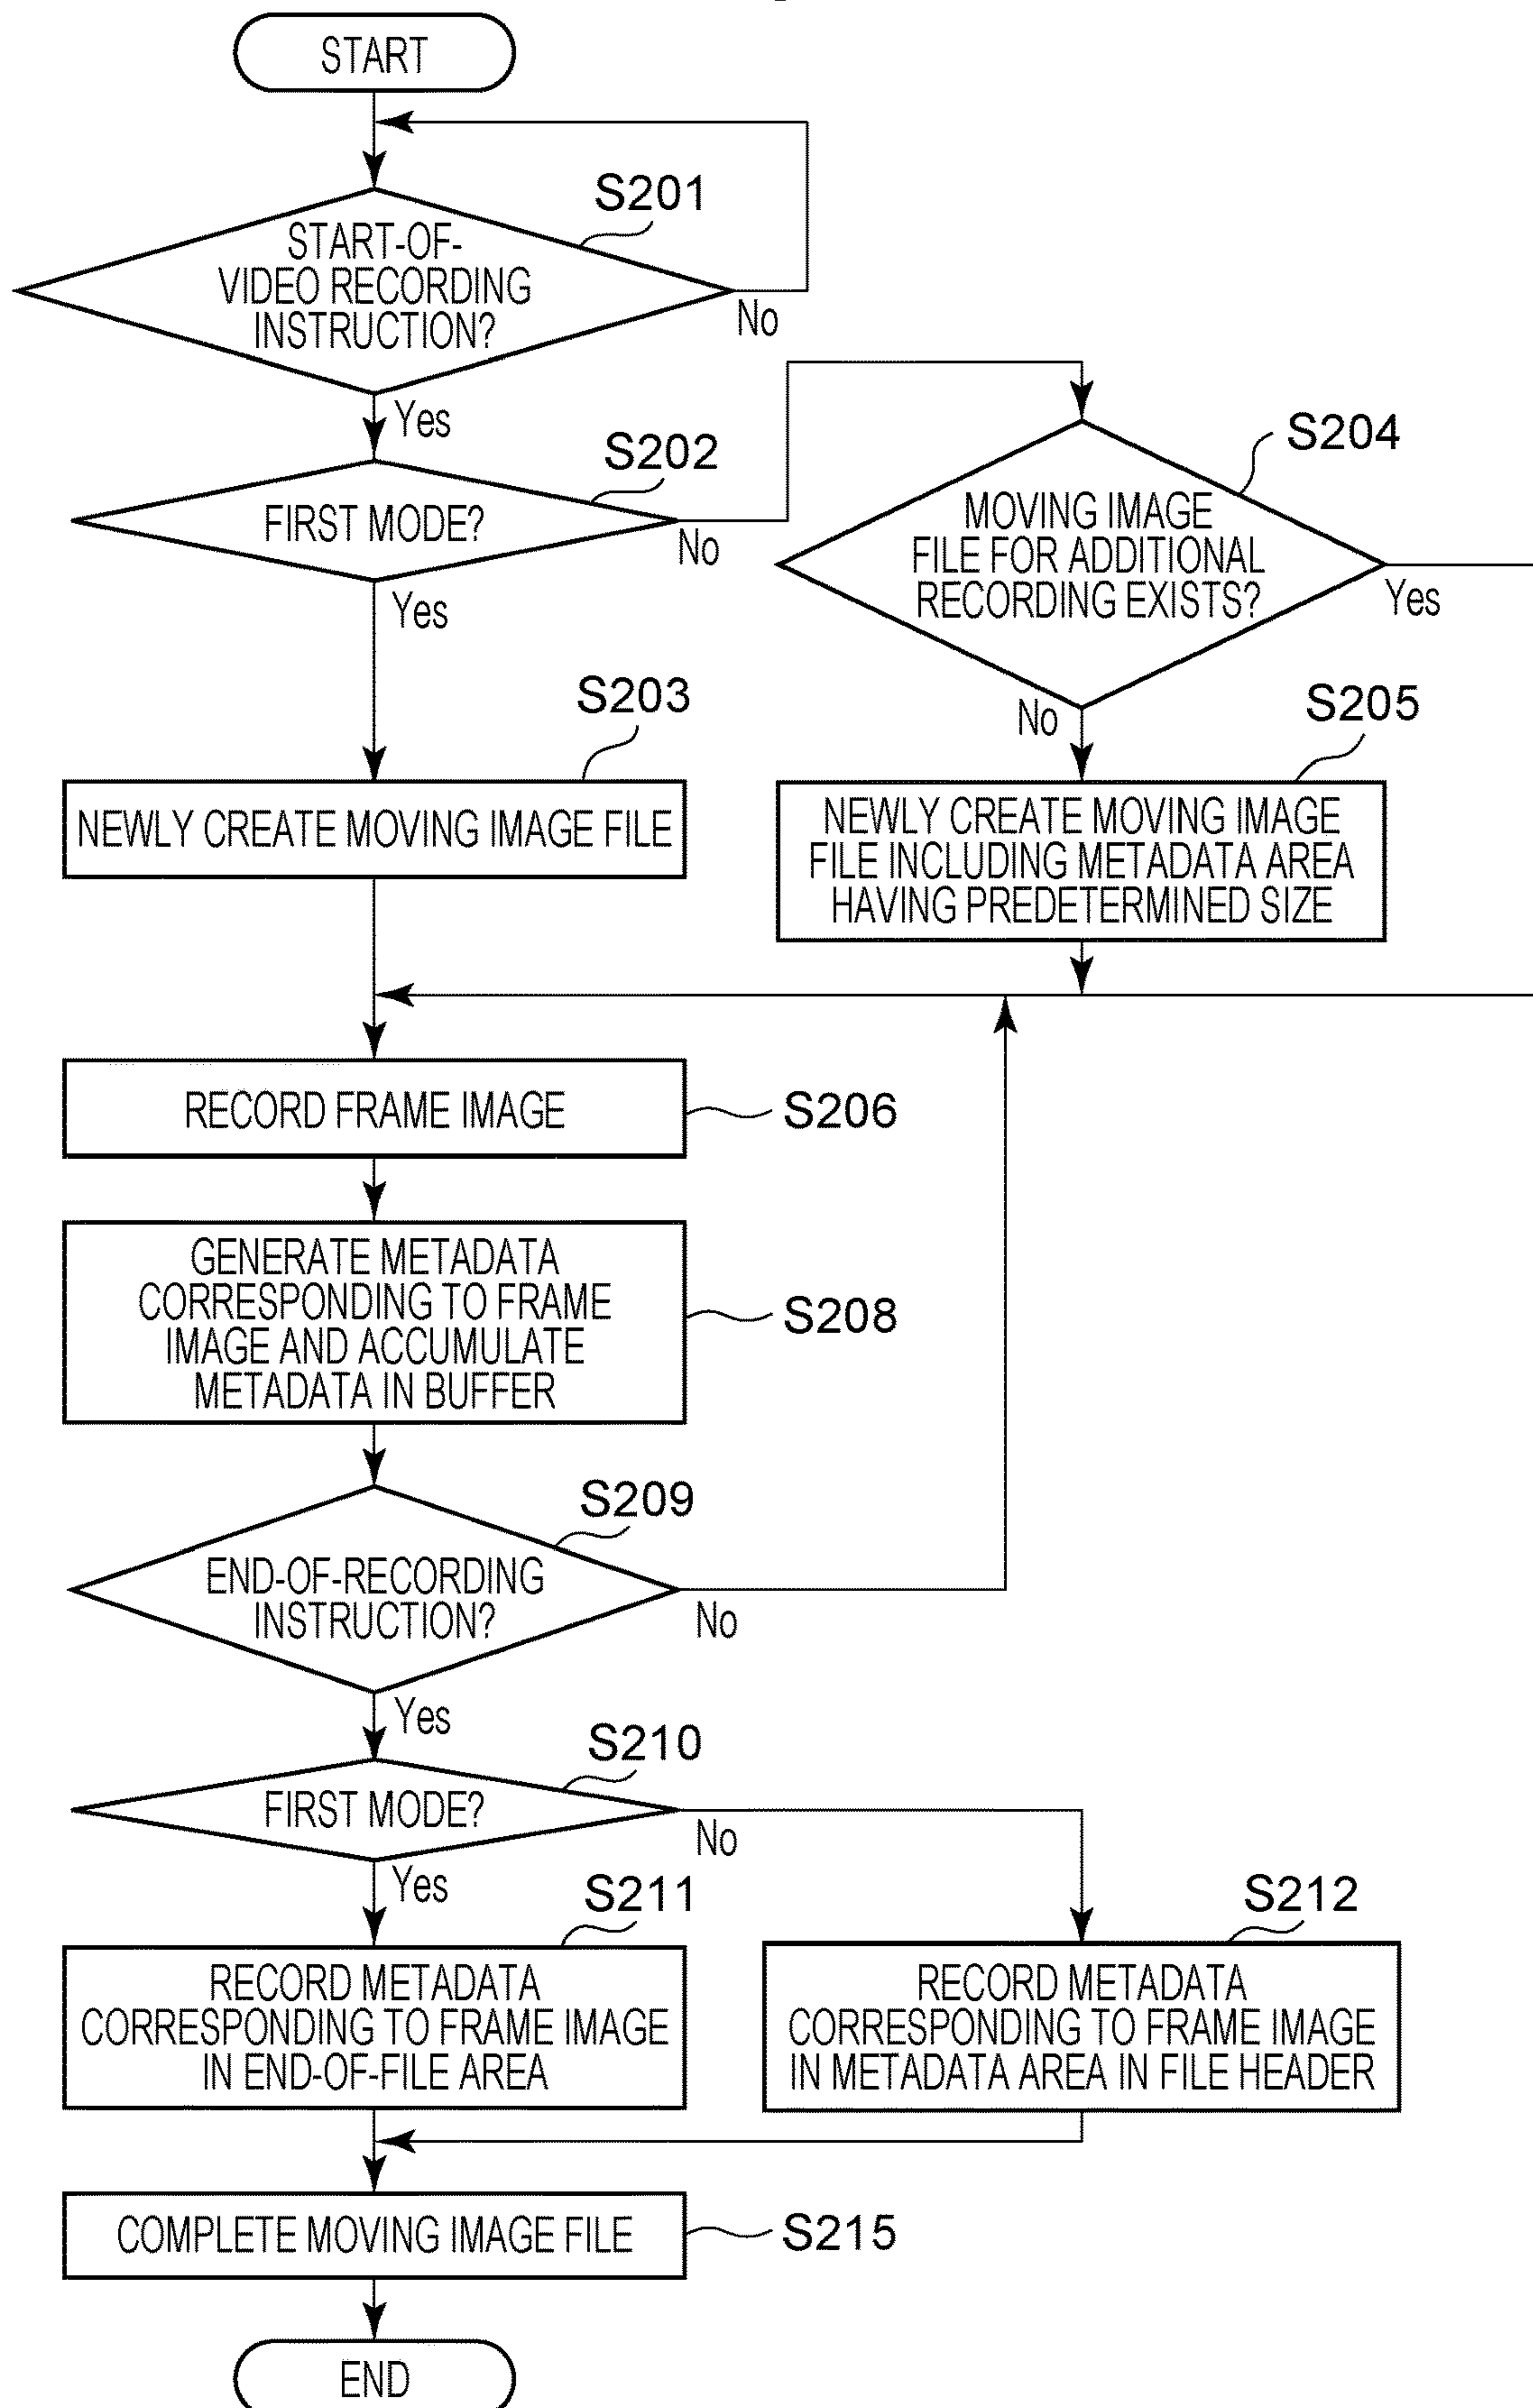 START
S201
START-OF-
VIDEO RECORDING
INSTRUCTION?
No
Yes
S202
FIRST MODE?
No
Yes
S204
MOVING IMAGE
FILE FOR ADDITIONAL
RECORDING EXISTS?
Yes
No
S203
NEWLY CREATE MOVING IMAGE FILE
S205
NEWLY CREATE MOVING IMAGE
FILE INCLUDING METADATA AREA
HAVING PREDETERMINED SIZE
RECORD FRAME IMAGE
S206
GENERATE METADATA
CORRESPONDING TO FRAME
IMAGE AND ACCUMULATE
METADATA IN BUFFER
S208
S209
END-OF-RECORDING
INSTRUCTION?
No
Yes
S210
FIRST MODE?
No
Yes
S211
RECORD METADATA
CORRESPONDING TO FRAME IMAGE
IN END-OF-FILE AREA
S212
RECORD METADATA
CORRESPONDING TO FRAME IMAGE
IN METADATA AREA IN FILE HEADER
COMPLETE MOVING IMAGE FILE
S215
END